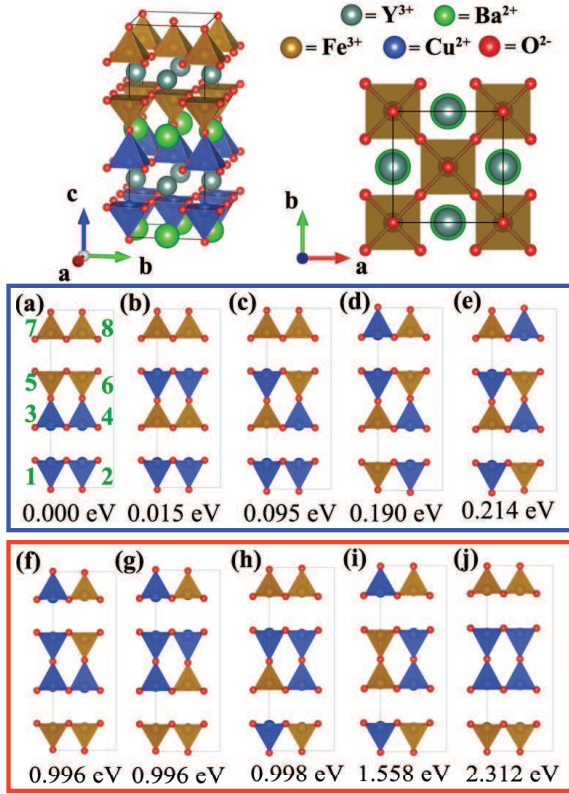 = Y³⁺ = Ba²⁺
= Fe³⁺ = Cu²⁺ = O²⁻
c
a
b
b
a
(a) (b) (c) (d) (e)
7 8
5 6
3 4
1 2
0.000 eV 0.015 eV 0.095 eV 0.190 eV 0.214 eV
(f) (g) (h) (i) (j)
0.996 eV 0.996 eV 0.998 eV 1.558 eV 2.312 eV